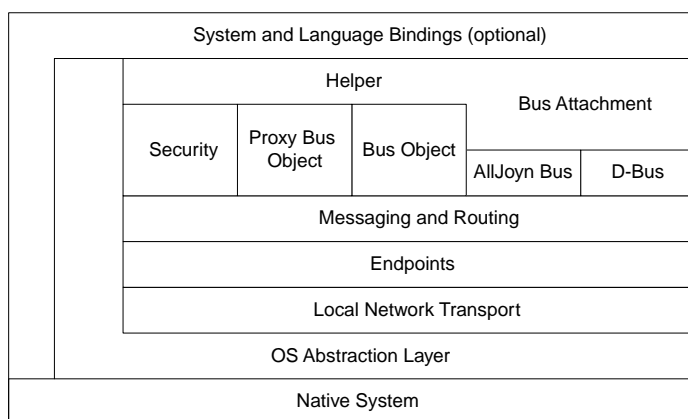 System and Language Bindings (optional)
Helper
Bus Attachment
Security
Proxy Bus
Object
Bus Object
AllJoyn Bus
D-Bus
Messaging and Routing
Endpoints
Local Network Transport
OS Abstraction Layer
Native System